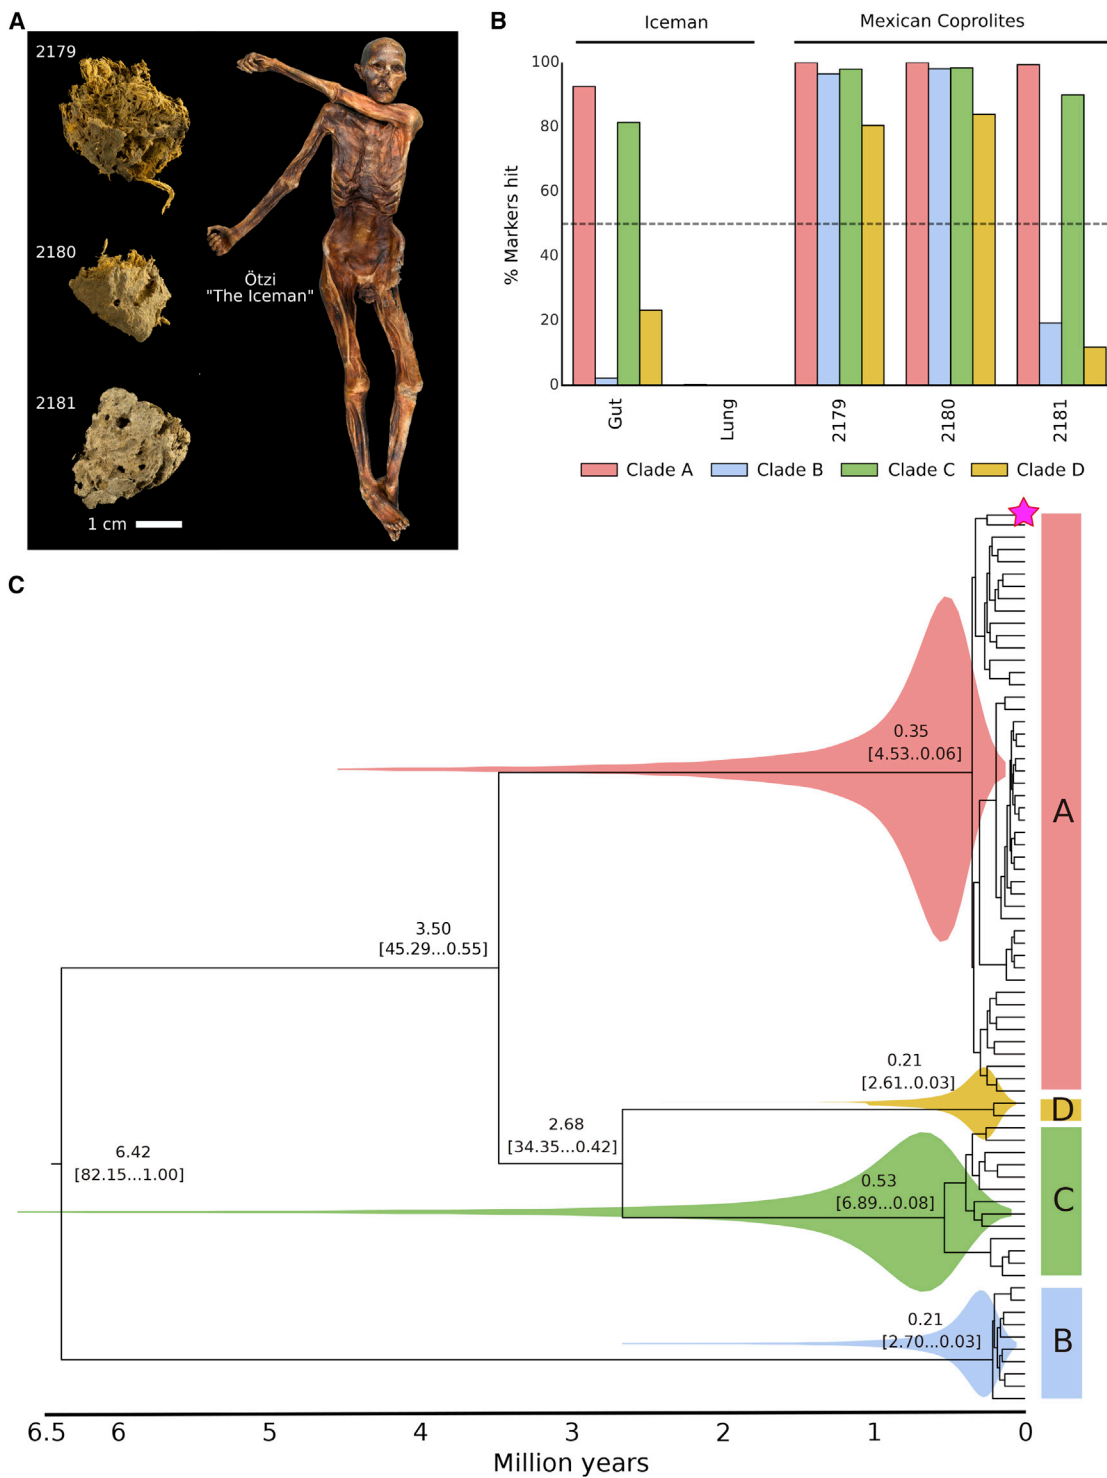 A
2179
2180
Ötzi
"The Iceman"
2181
1 cm
B
Iceman
Mexican Coprolites
% Markers hit
100
80
60
40
20
0
Gut
Lung
2179
2180
2181
Clade A
Clade B
Clade C
Clade D
C
0.35
[4.53..0.06]
3.50
[45.29...0.55]
0.21
[2.61..0.03]
2.68
[34.35...0.42]
6.42
[82.15...1.00]
0.53
[6.89...0.08]
0.21
[2.70...0.03]
A
D
C
B
6.5 6 5 4 3 2 1 0
Million years